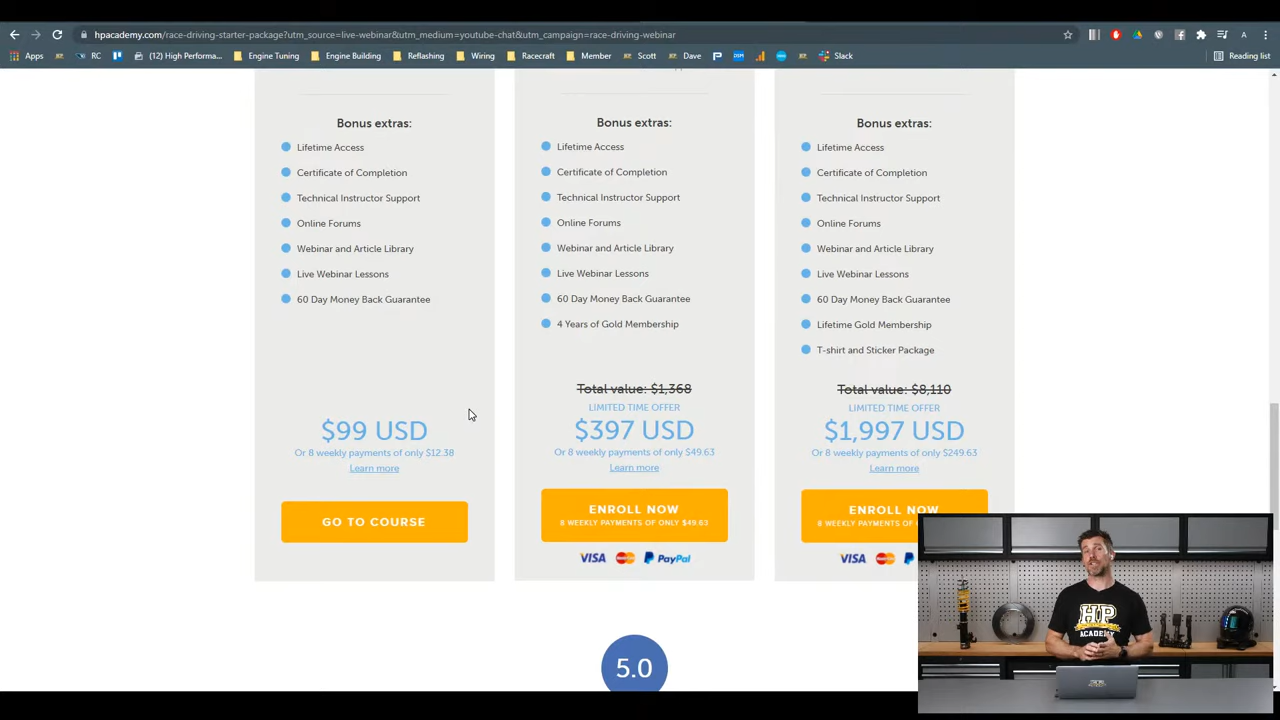 hpacademy.com/race-driving-starter-package?utm_source=live-webinar&utm_medium=youtube-chat&utm_campaign=race-driving-webinar
A
Apps
RC
(12) High Performa...
Engine Tuning
Engine Building
Reflashing
Wiring
Racecraft
Member
Scott
Dave
Slack
Reading list
Bonus extras:
Lifetime Access
Certificate of Completion
Technical Instructor Support
Online Forums
Webinar and Article Library
Live Webinar Lessons
60 Day Money Back Guarantee
$99 USD
Or 8 weekly payments of only $12.38
Learn more
GO TO COURSE
Bonus extras:
Lifetime Access
Certificate of Completion
Technical Instructor Support
Online Forums
Webinar and Article Library
Live Webinar Lessons
60 Day Money Back Guarantee
4 Years of Gold Membership
Total value: $1,368
LIMITED TIME OFFER
$397 USD
Or 8 weekly payments of only $49.63
Learn more
ENROLL NOW
8 WEEKLY PAYMENTS OF ONLY $49.63
VISA MasterCard PayPal
Bonus extras:
Lifetime Access
Certificate of Completion
Technical Instructor Support
Online Forums
Webinar and Article Library
Live Webinar Lessons
60 Day Money Back Guarantee
Lifetime Gold Membership
T-shirt and Sticker Package
Total value: $8,110
LIMITED TIME OFFER
$1,997 USD
Or 8 weekly payments of only $249.63
Learn more
ENROLL NOW
8 WEEKLY PAYMENTS OF
VISA MasterCard
5.0
HP
ACADEMY